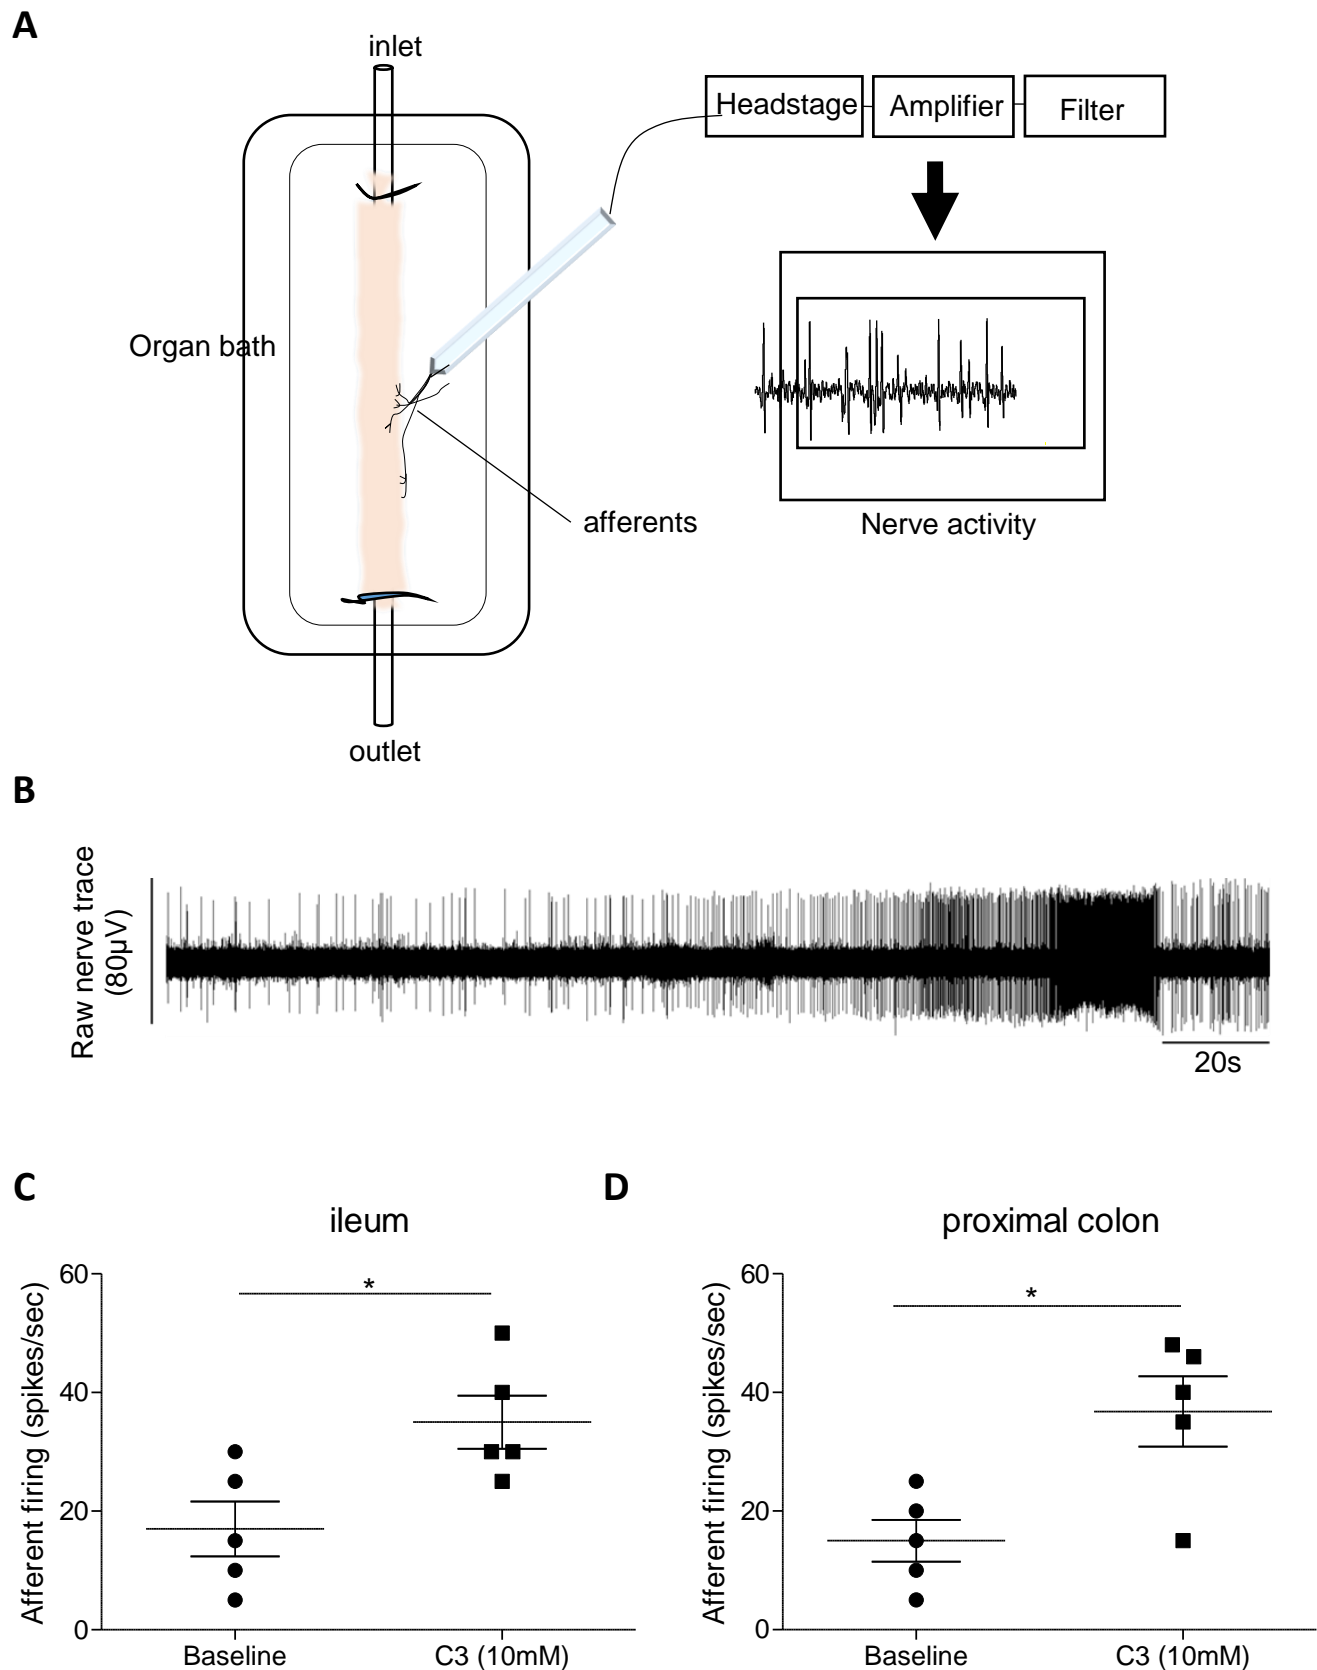 A
inlet
Headstage
Amplifier
Filter
Organ bath
afferents
Nerve activity
outlet
B
Raw nerve trace
(80µV)
20s
C
ileum
*
Afferent firing (spikes/sec)
60
40
20
0
Baseline
C3 (10mM)
D
proximal colon
*
Afferent firing (spikes/sec)
60
40
20
0
Baseline
C3 (10mM)